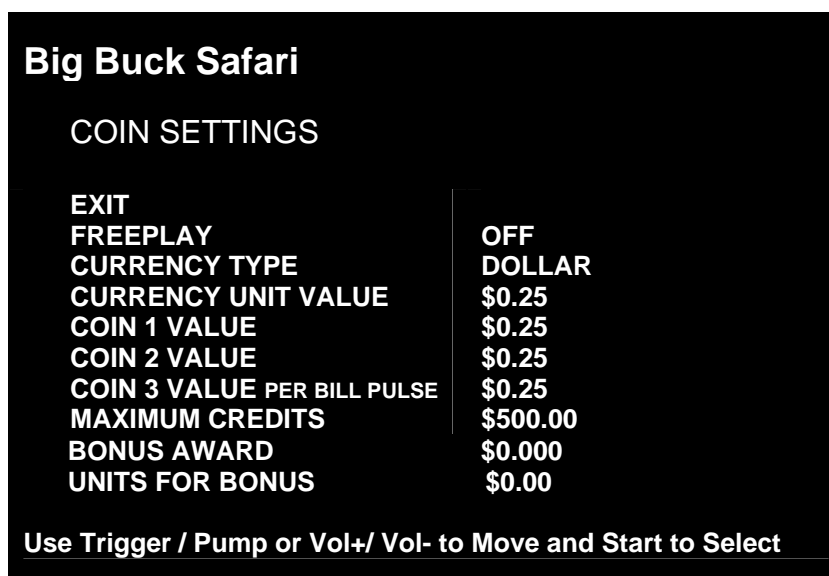 Big Buck Safari
COIN SETTINGS
EXIT
FREEPLAY OFF
CURRENCY TYPE DOLLAR
CURRENCY UNIT VALUE $0.25
COIN 1 VALUE $0.25
COIN 2 VALUE $0.25
COIN 3 VALUE PER BILL PULSE $0.25
MAXIMUM CREDITS $500.00
BONUS AWARD $0.000
UNITS FOR BONUS $0.00
Use Trigger / Pump or Vol+/ Vol- to Move and Start to Select